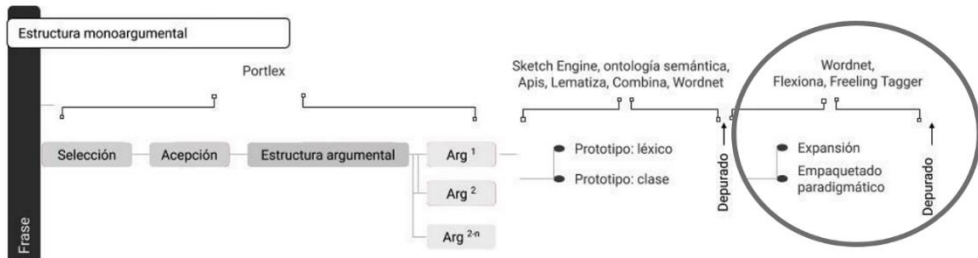 Estructura monoargumental
Portlex
Sketch Engine, ontología semántica,
Apis, Lematiza, Combina, Wordnet
Wordnet,
Flexiona, Freeling Tagger
Selección
Acepción
Estructura argumental
Arg 1
Arg 2
Arg 2-n
Prototipo: léxico
Prototipo: clase
Depurado
Expansión
Empaquetado
paradigmático
Depurado
Frase